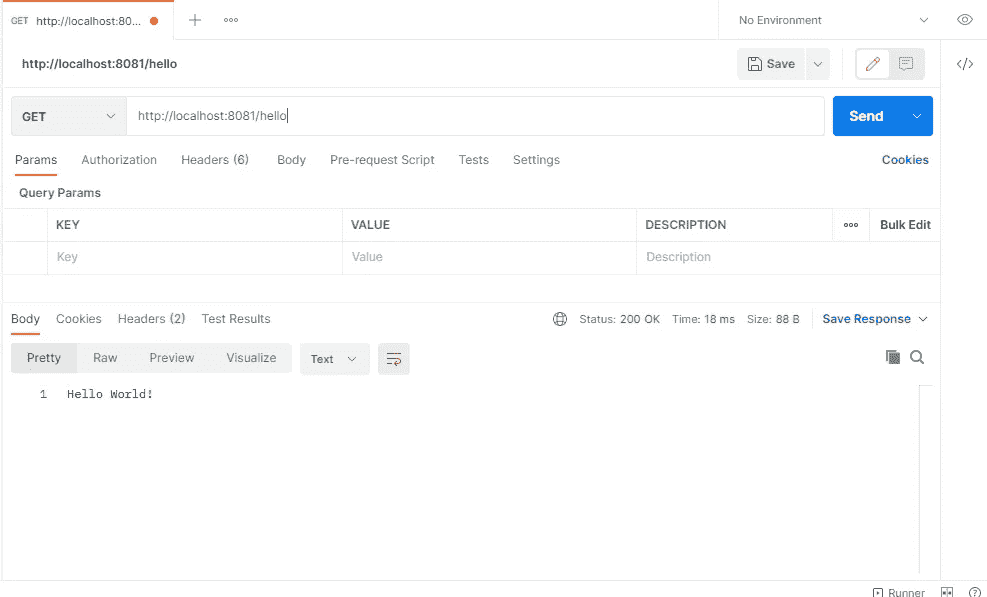 GET http://localhost:80... No Environment
http://localhost:8081/hello Save
GET http://localhost:8081/hello Send
Params Authorization Headers (6) Body Pre-request Script Tests Settings Cookies
Query Params
KEY VALUE DESCRIPTION Bulk Edit
Key Value Description
Body Cookies Headers (2) Test Results Status: 200 OK Time: 18 ms Size: 88 B Save Response
Pretty Raw Preview Visualize Text
1 Hello World!
Runner